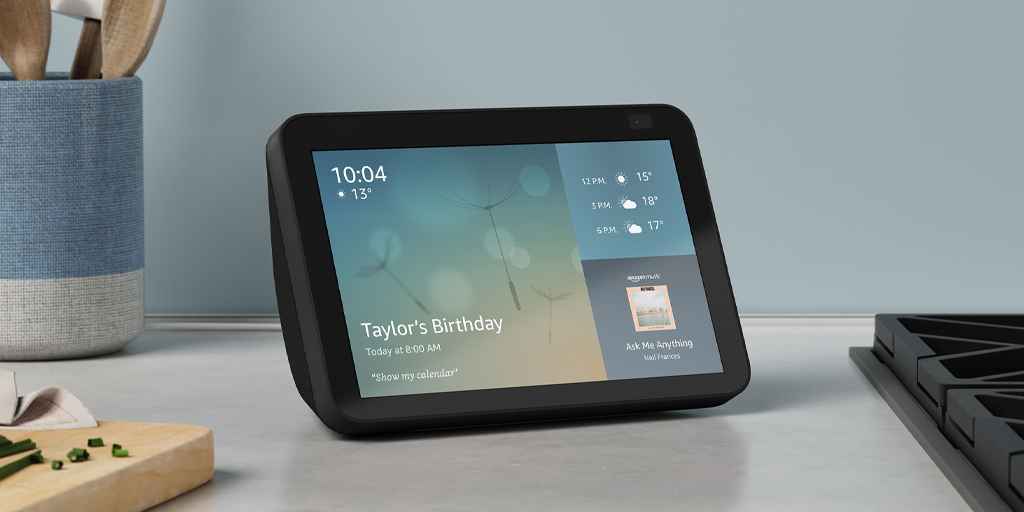 10:04
13°
Taylor's Birthday
Today at 8:00 AM
"Show my calendar"
12 P.M. 15°
3 P.M. 18°
6 P.M. 17°
amazon music
Ask Me Anything
Nail Frances